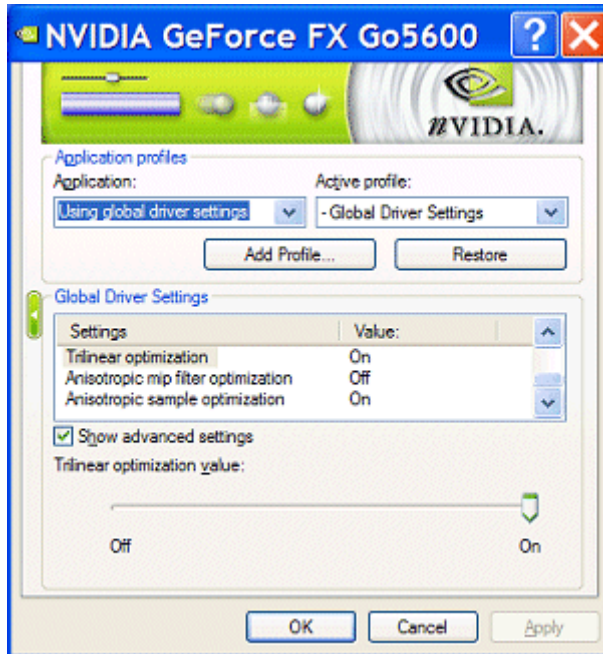 NVIDIA GeForce FX Go5600
nVIDIA.
Application profiles
Application: Active profile:
Using global driver settings - Global Driver Settings
Add Profile... Restore
Global Driver Settings
Settings Value:
Trilinear optimization On
Anisotropic mip filter optimization Off
Anisotropic sample optimization On
Show advanced settings
Trilinear optimization value:
Off On
OK Cancel Apply